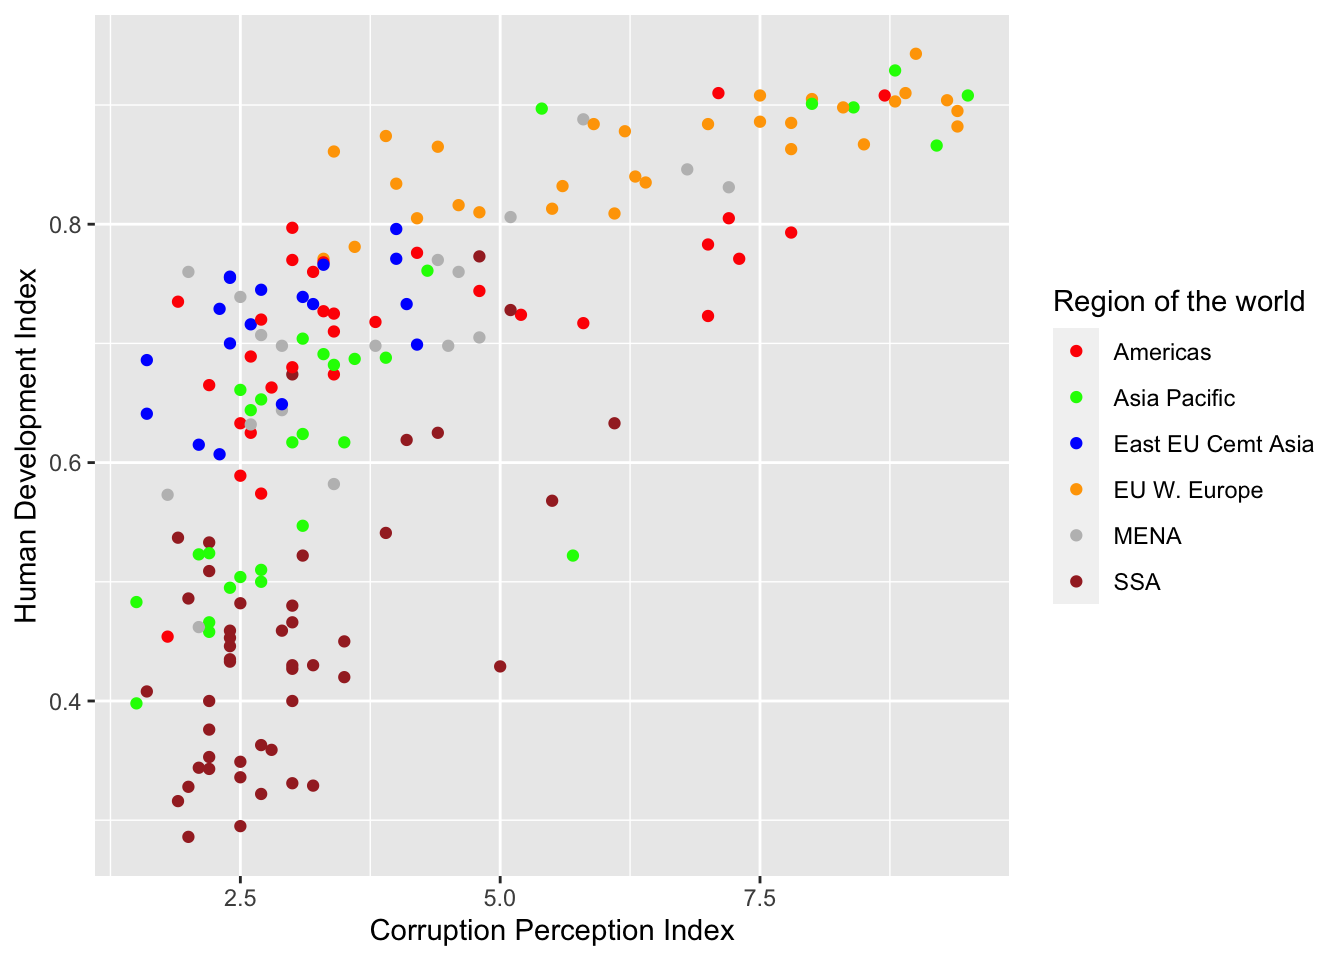 0.8
0.6
0.4
Human Development Index
2.5
5.0
7.5
Corruption Perception Index
Region of the world
Americas
Asia Pacific
East EU Cemt Asia
EU W. Europe
MENA
SSA